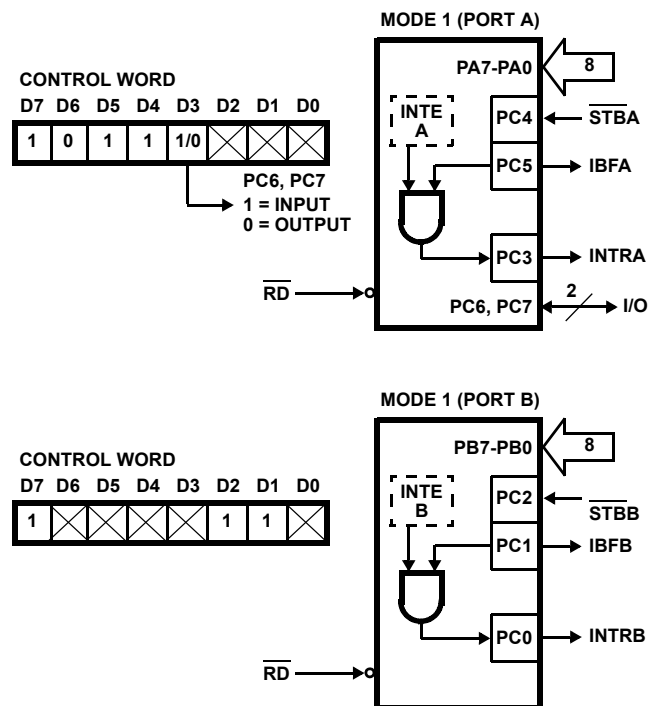 MODE 1 (PORT A)
CONTROL WORD
D7 D6 D5 D4 D3 D2 D1 D0
1 0 1 1 1/0
PC6, PC7
1 = INPUT
0 = OUTPUT
PA7-PA0
8
INTE
A
PC4
STBA
PC5
IBFA
PC3
INTRA
RD
PC6, PC7
2
I/O
MODE 1 (PORT B)
CONTROL WORD
D7 D6 D5 D4 D3 D2 D1 D0
1 1 1
PB7-PB0
8
INTE
B
PC2
STBB
PC1
IBFB
PC0
INTRB
RD